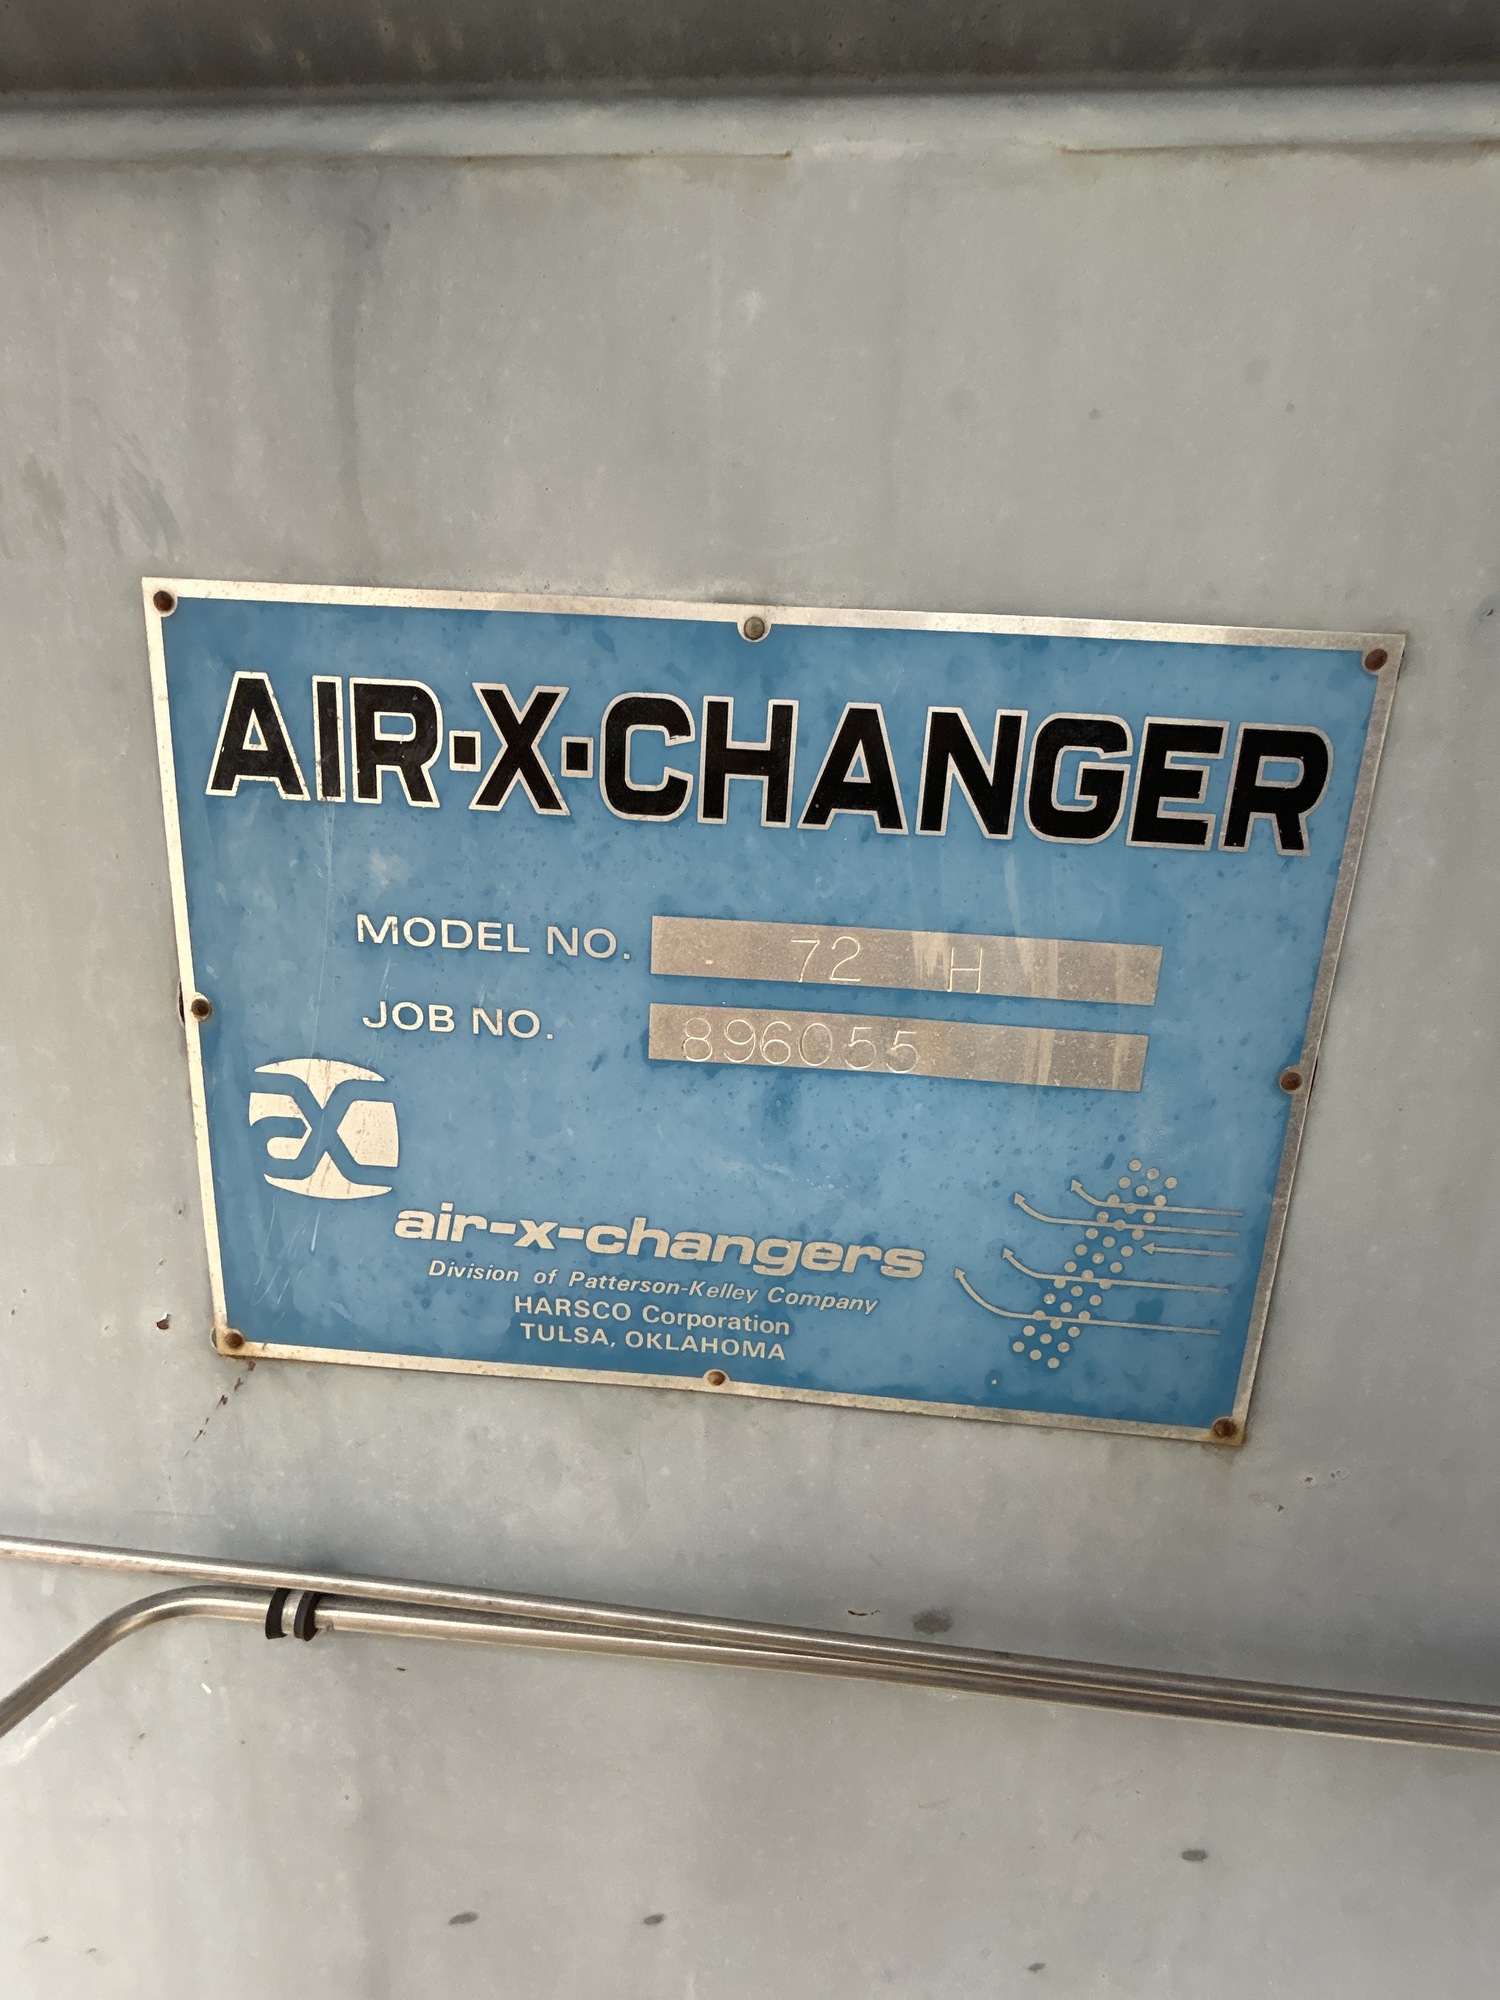 AIR·X·CHANGER
MODEL NO. 72 H
JOB NO. 896055
air-x-changers
Division of Patterson-Kelley Company
HARSCO Corporation
TULSA, OKLAHOMA